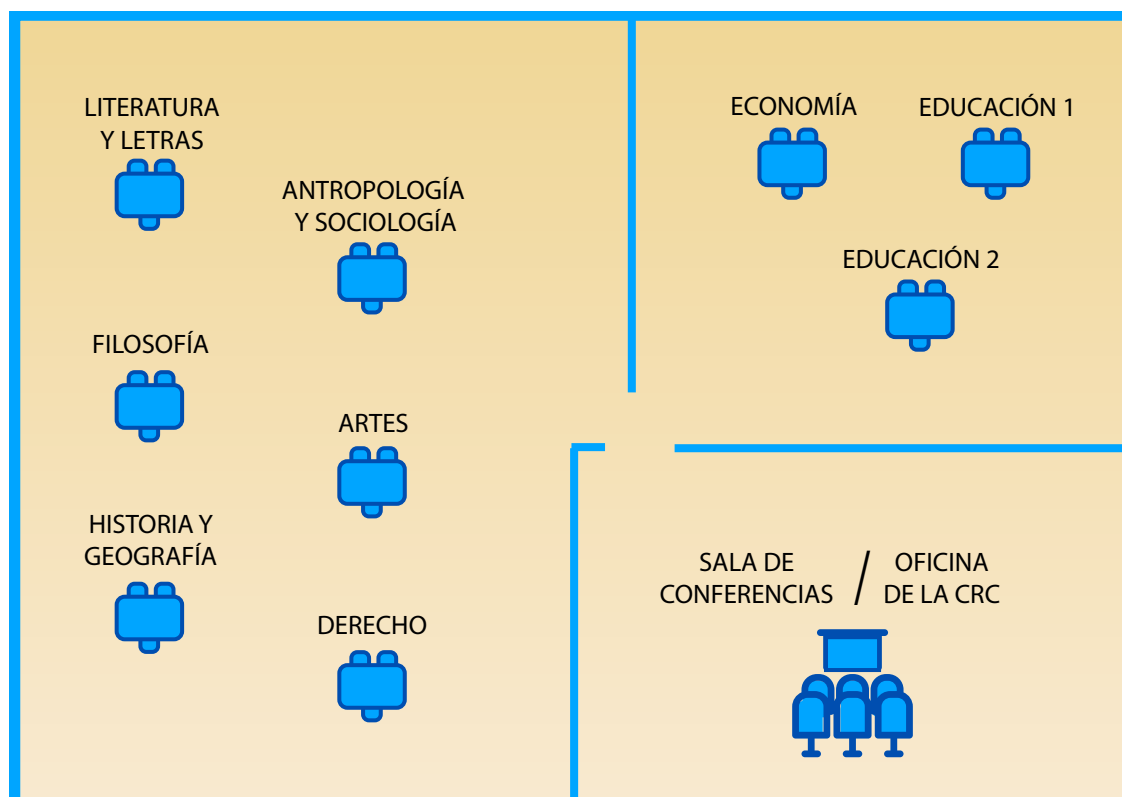 LITERATURA
Y LETRAS
ANTROPOLOGÍA
Y SOCIOLOGÍA
FILOSOFÍA
ARTES
HISTORIA Y
GEOGRAFÍA
DERECHO
ECONOMÍA
EDUCACIÓN 1
EDUCACIÓN 2
SALA DE
CONFERENCIAS
/
OFICINA
DE LA CRC